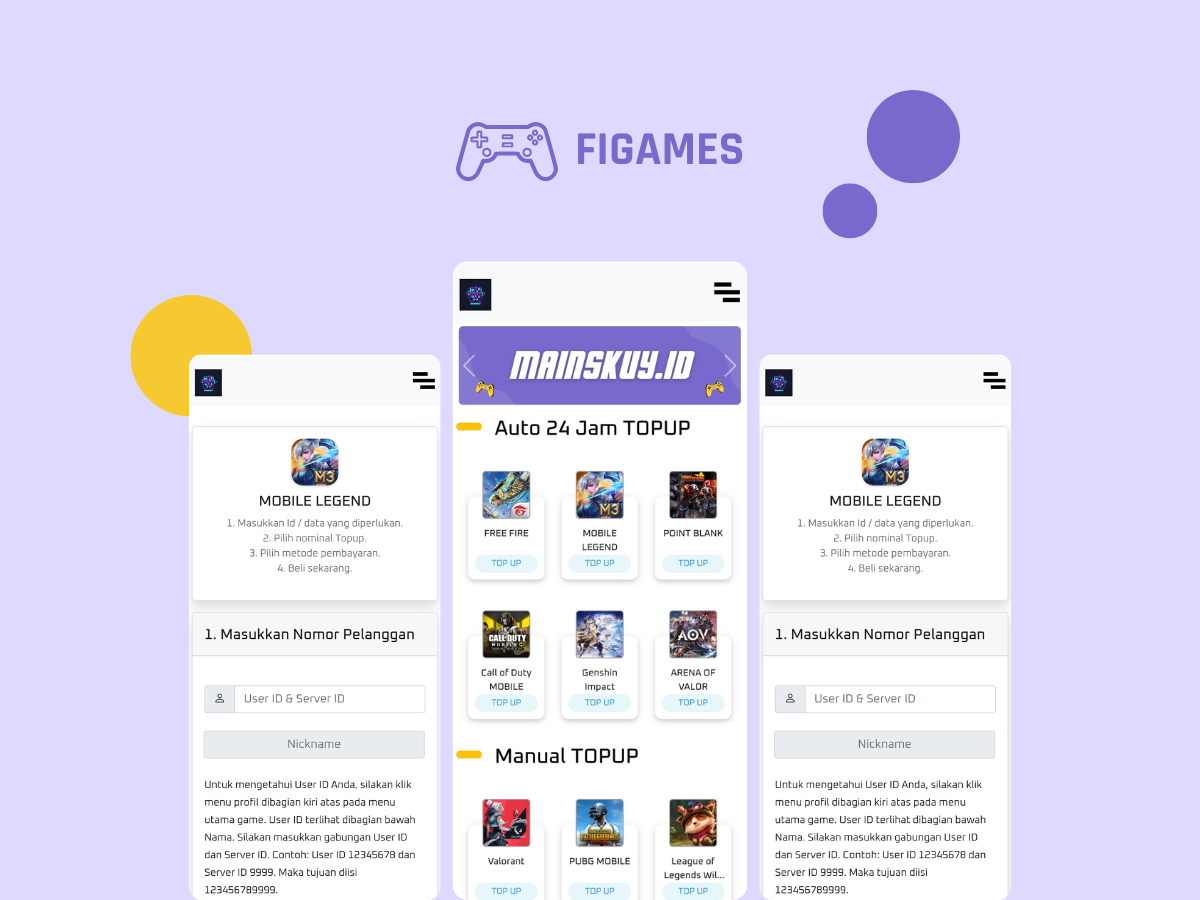 FIGAMES
MAINSKUY.ID
Auto 24 Jam TOPUP
FREE FIRE
TOP UP
M3
MOBILE
LEGEND
TOP UP
POINT BLANK
TOP UP
CALL OF DUTY
MOBILE
Call of Duty
MOBILE
TOP UP
Genshin
Impact
TOP UP
AOV
ARENA OF
VALOR
TOP UP
Manual TOPUP
Valorant
TOP UP
PUBG MOBILE
TOP UP
League of
Legends Wil...
TOP UP
M3
MOBILE LEGEND
1. Masukkan Id / data yang diperlukan.
2. Pilih nominal Topup.
3. Pilih metode pembayaran.
4. Beli sekarang.
1. Masukkan Nomor Pelanggan
User ID & Server ID
Nickname
Untuk mengetahui User ID Anda, silakan klik
menu profil dibagian kiri atas pada menu
utama game. User ID terlihat dibagian bawah
Nama. Silakan masukkan gabungan User ID
dan Server ID. Contoh: User ID 12345678 dan
Server ID 9999. Maka tujuan diisi
123456789999.
M3
MOBILE LEGEND
1. Masukkan Id / data yang diperlukan.
2. Pilih nominal Topup.
3. Pilih metode pembayaran.
4. Beli sekarang.
1. Masukkan Nomor Pelanggan
User ID & Server ID
Nickname
Untuk mengetahui User ID Anda, silakan klik
menu profil dibagian kiri atas pada menu
utama game. User ID terlihat dibagian bawah
Nama. Silakan masukkan gabungan User ID
dan Server ID. Contoh: User ID 12345678 dan
Server ID 9999. Maka tujuan diisi
123456789999.